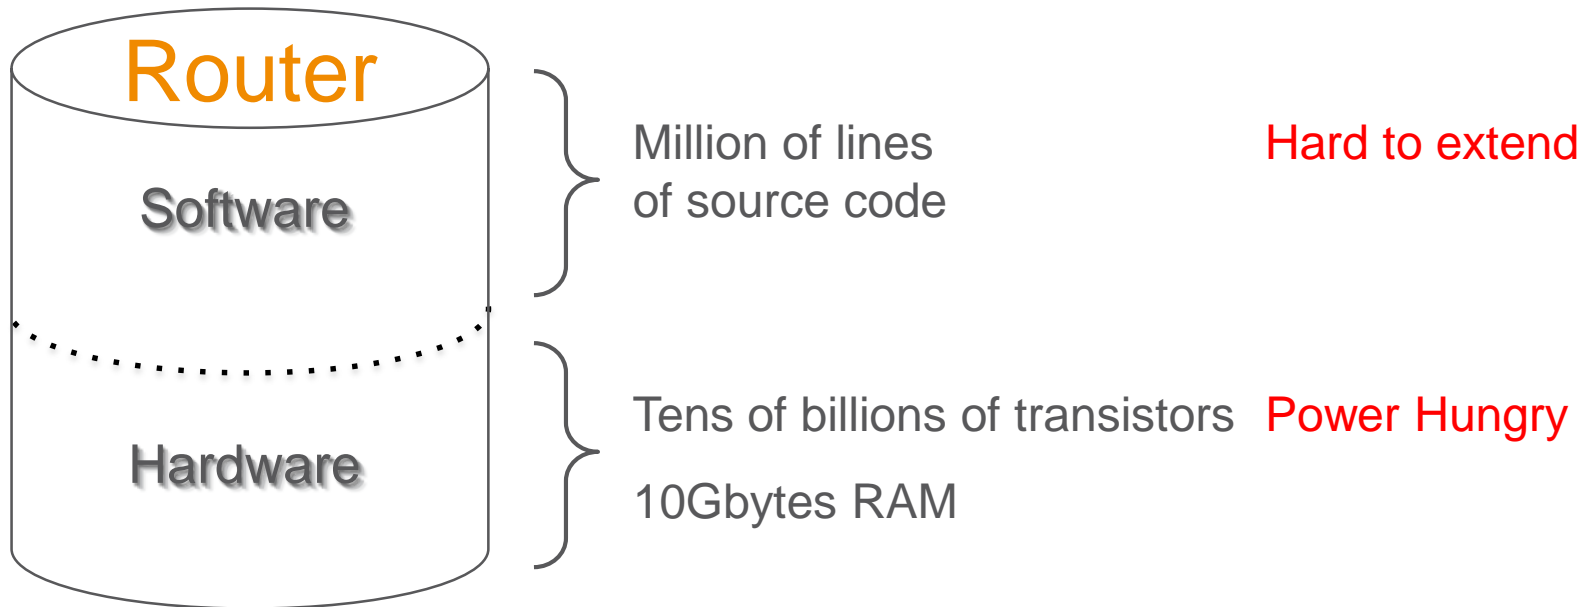 Router
Software
Million of lines
of source code
Hard to extend
Hardware
Tens of billions of transistors
Power Hungry
10Gbytes RAM